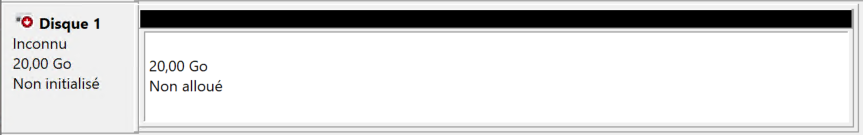 Disque 1
Inconnu
20,00 Go
Non initialisé
20,00 Go
Non alloué